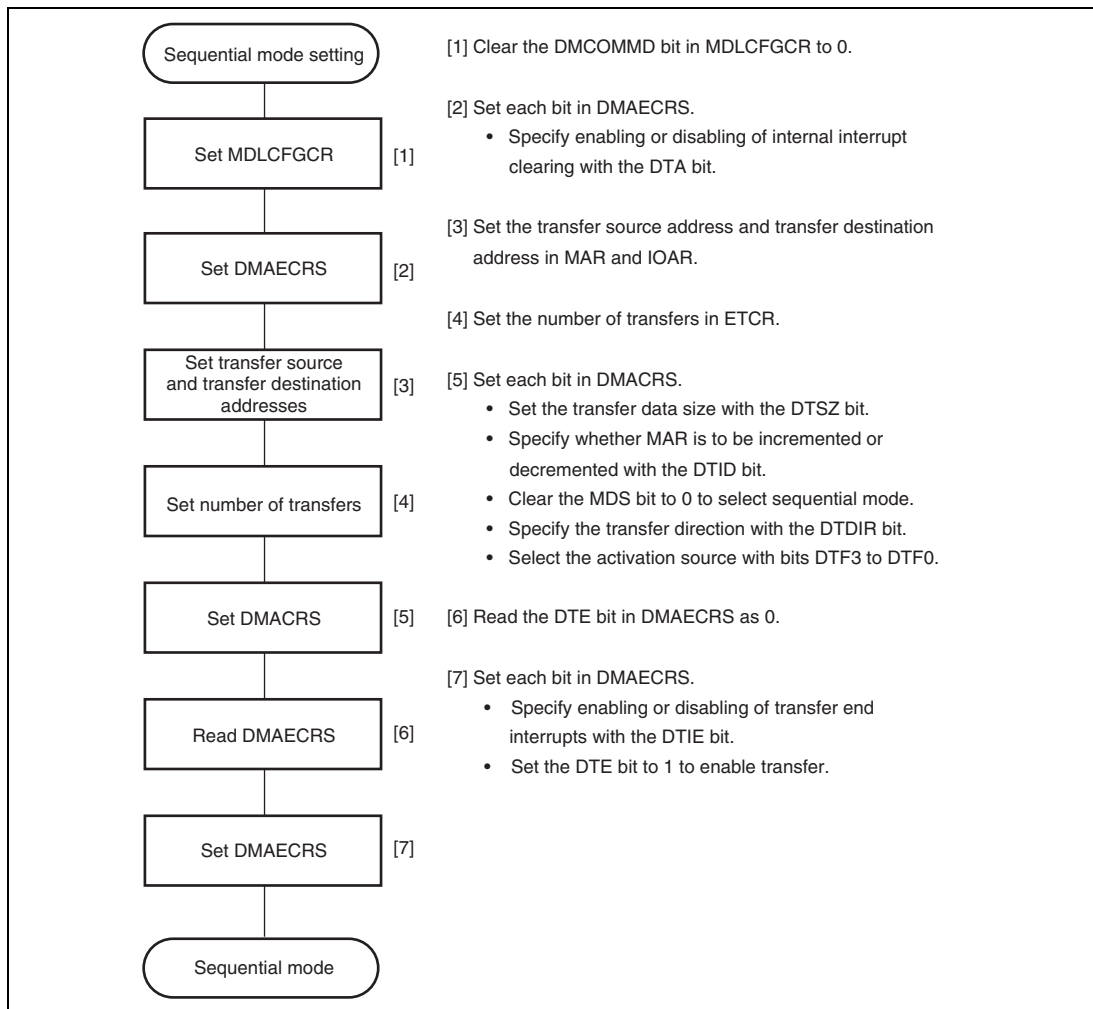 Sequential mode setting
Set MDLCFGCR [1]
Set DMAECRS [2]
Set transfer source
and transfer destination
addresses
[3]
Set number of transfers [4]
Set DMACRS [5]
Read DMAECRS [6]
Set DMAECRS [7]
Sequential mode
[1] Clear the DMCOMMD bit in MDLCFGCR to 0.
[2] Set each bit in DMAECRS.
• Specify enabling or disabling of internal interrupt
clearing with the DTA bit.
[3] Set the transfer source address and transfer destination
address in MAR and IOAR.
[4] Set the number of transfers in ETCR.
[5] Set each bit in DMACRS.
• Set the transfer data size with the DTSZ bit.
• Specify whether MAR is to be incremented or
decremented with the DTID bit.
• Clear the MDS bit to 0 to select sequential mode.
• Specify the transfer direction with the DTDIR bit.
• Select the activation source with bits DTF3 to DTF0.
[6] Read the DTE bit in DMAECRS as 0.
[7] Set each bit in DMAECRS.
• Specify enabling or disabling of transfer end
interrupts with the DTIE bit.
• Set the DTE bit to 1 to enable transfer.